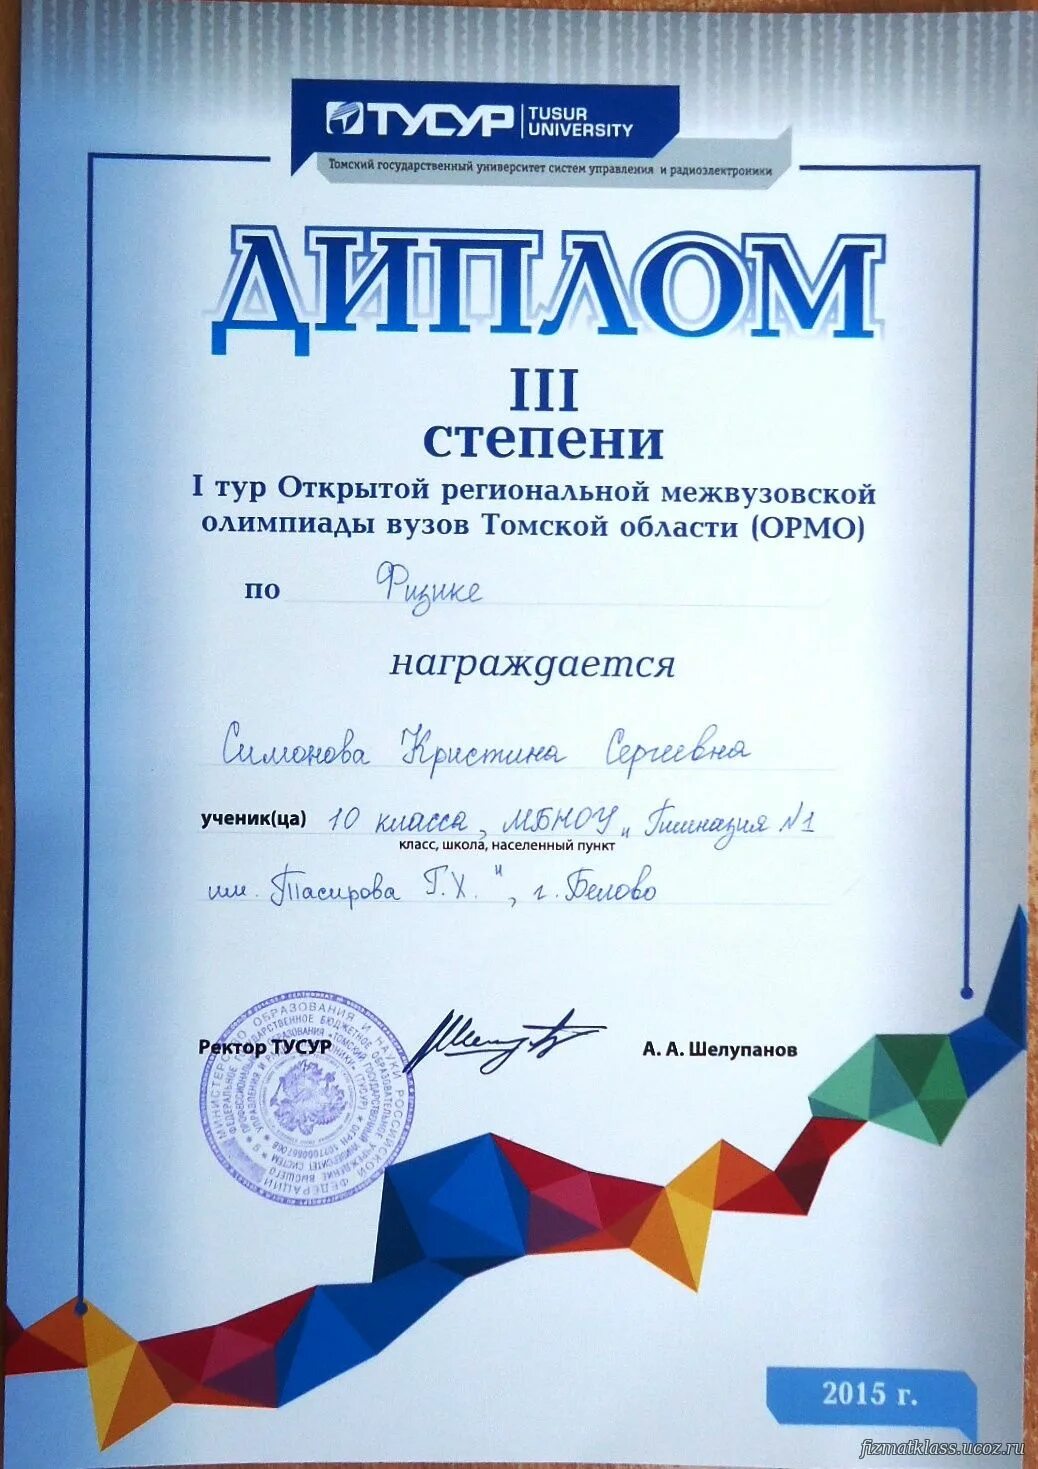 ТУСУР TUSUR UNIVERSITY
Томский государственный университет систем управления и радиоэлектроники
ДИПЛОМ
III
степени
I тур Открытой региональной межвузовской
олимпиады вузов Томской области (ОРМО)
по Физике
награждается
Симонова Кристина Сергеевна
ученик(ца) 10 класса, МБНОУ „Гимназия №1
класс, школа, населенный пункт
им. Тасирова Г.Х.", г. Белово
Ректор ТУСУР
А. А. Шелупанов
2015 г.
fizmatklass.ucoz.ru